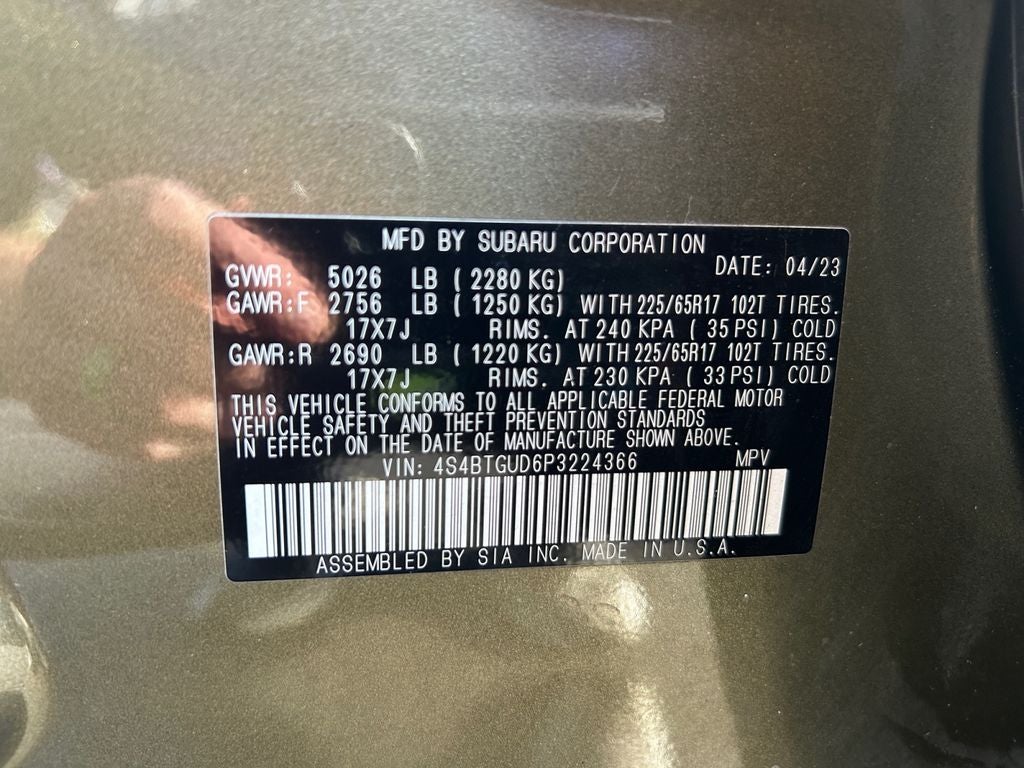 MFD BY SUBARU CORPORATION
DATE: 04/23
GVWR: 5026 LB ( 2280 KG)
GAWR:F 2756 LB ( 1250 KG) WITH 225/65R17 102T TIRES.
17X7J RIMS. AT 240 KPA ( 35 PSI) COLD
GAWR:R 2690 LB ( 1220 KG) WITH 225/65R17 102T TIRES.
17X7J RIMS. AT 230 KPA ( 33 PSI) COLD
THIS VEHICLE CONFORMS TO ALL APPLICABLE FEDERAL MOTOR
VEHICLE SAFETY AND THEFT PREVENTION STANDARDS
IN EFFECT ON THE DATE OF MANUFACTURE SHOWN ABOVE.
VIN: 4S4BTGUD6P3224366 MPV
ASSEMBLED BY SIA INC. MADE IN U.S.A.